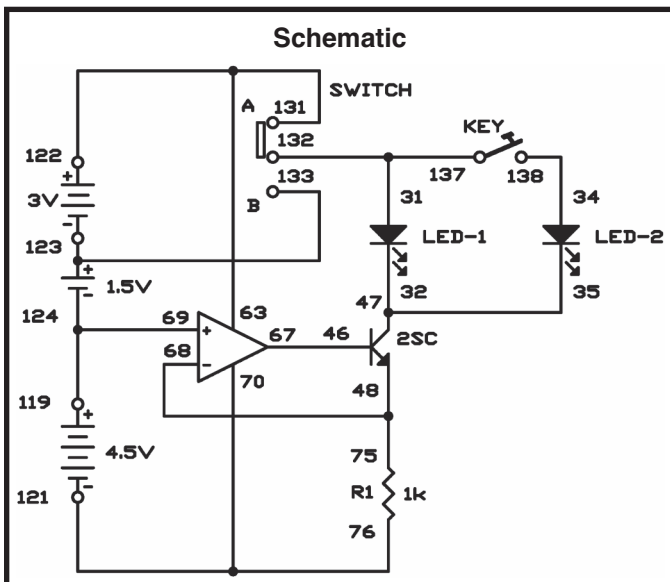 Schematic
SWITCH
A 131
132
133
B
KEY
137 138
122
+
3V
-
123
+
1.5V
-
124
31
LED-1
32
34
LED-2
35
47
69
+
68
-
63
67
70
46
2SC
48
119
+
4.5V
-
121
75
R1 1k
76